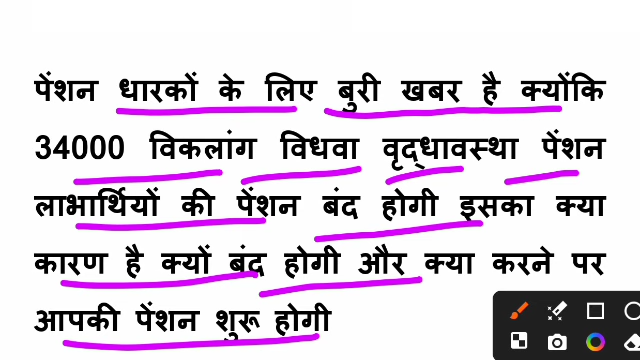 पेंशन धारकों के लिए बुरी खबर है क्योंकि
34000 विकलांग विधवा वृद्धावस्था पेंशन
लाभार्थियों की पेंशन बंद होगी इसका क्या
कारण है क्यों बंद होगी और क्या करने पर
आपकी पेंशन शुरू होगी